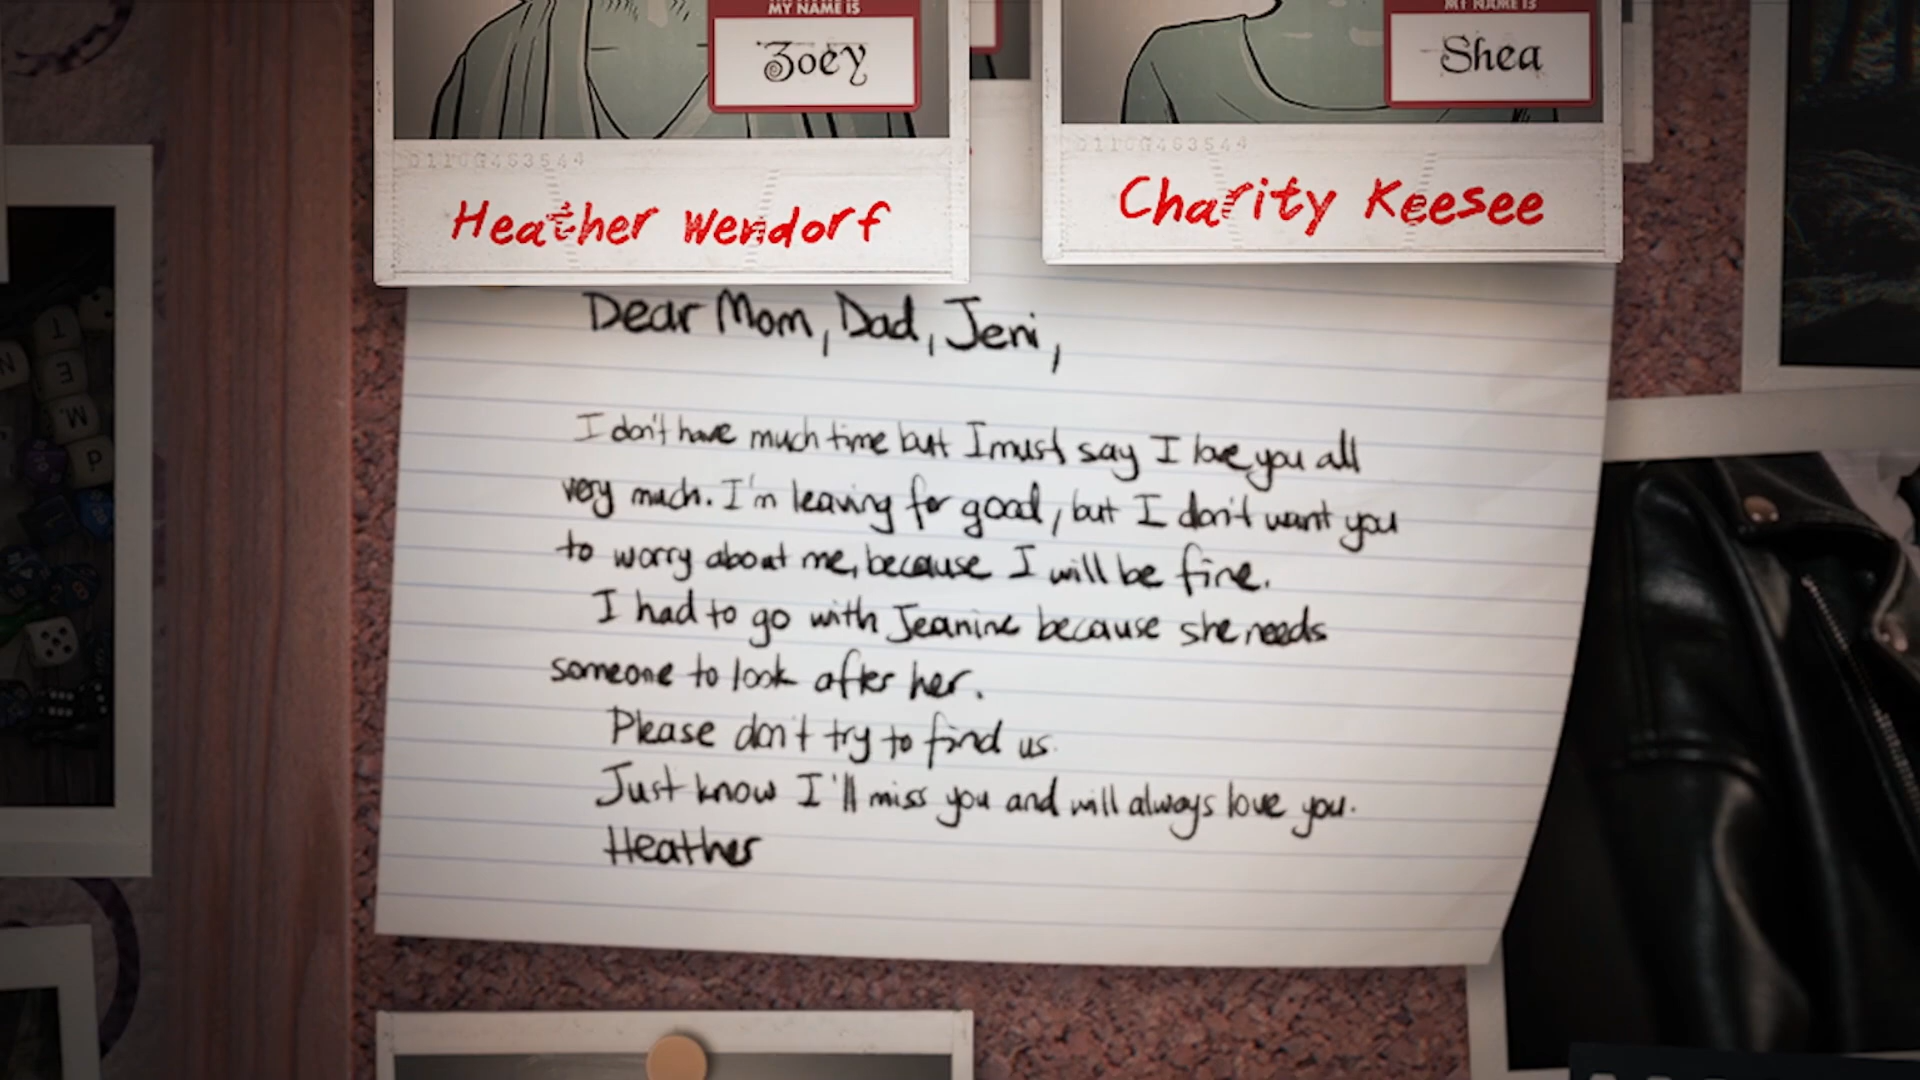 MY NAME IS
Zoey
MY NAME IS
Shea
0110G463544
0110G463544
Heather Wendorf
Charity Keesee
Dear Mom, Dad, Jeni,
I don't have much time but I must say I love you all
very much. I'm leaving for good, but I don't want you
to worry about me, because I will be fine.
I had to go with Jeanine because she needs
someone to look after her.
Please don't try to find us.
Just know I'll miss you and will always love you.
Heather
T
N
E
M
P